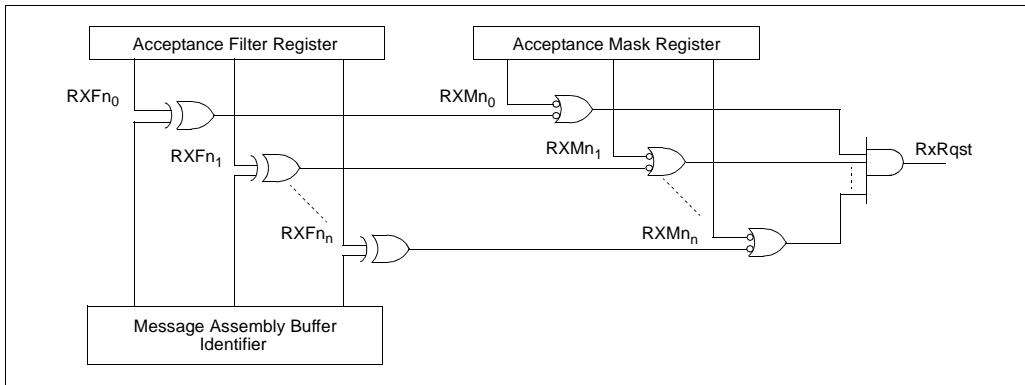 Acceptance Filter Register
Acceptance Mask Register
RXFn0
RXMn0
RXFn1
RXMn1
RxRqst
RXFnn
RXMnn
Message Assembly Buffer
Identifier